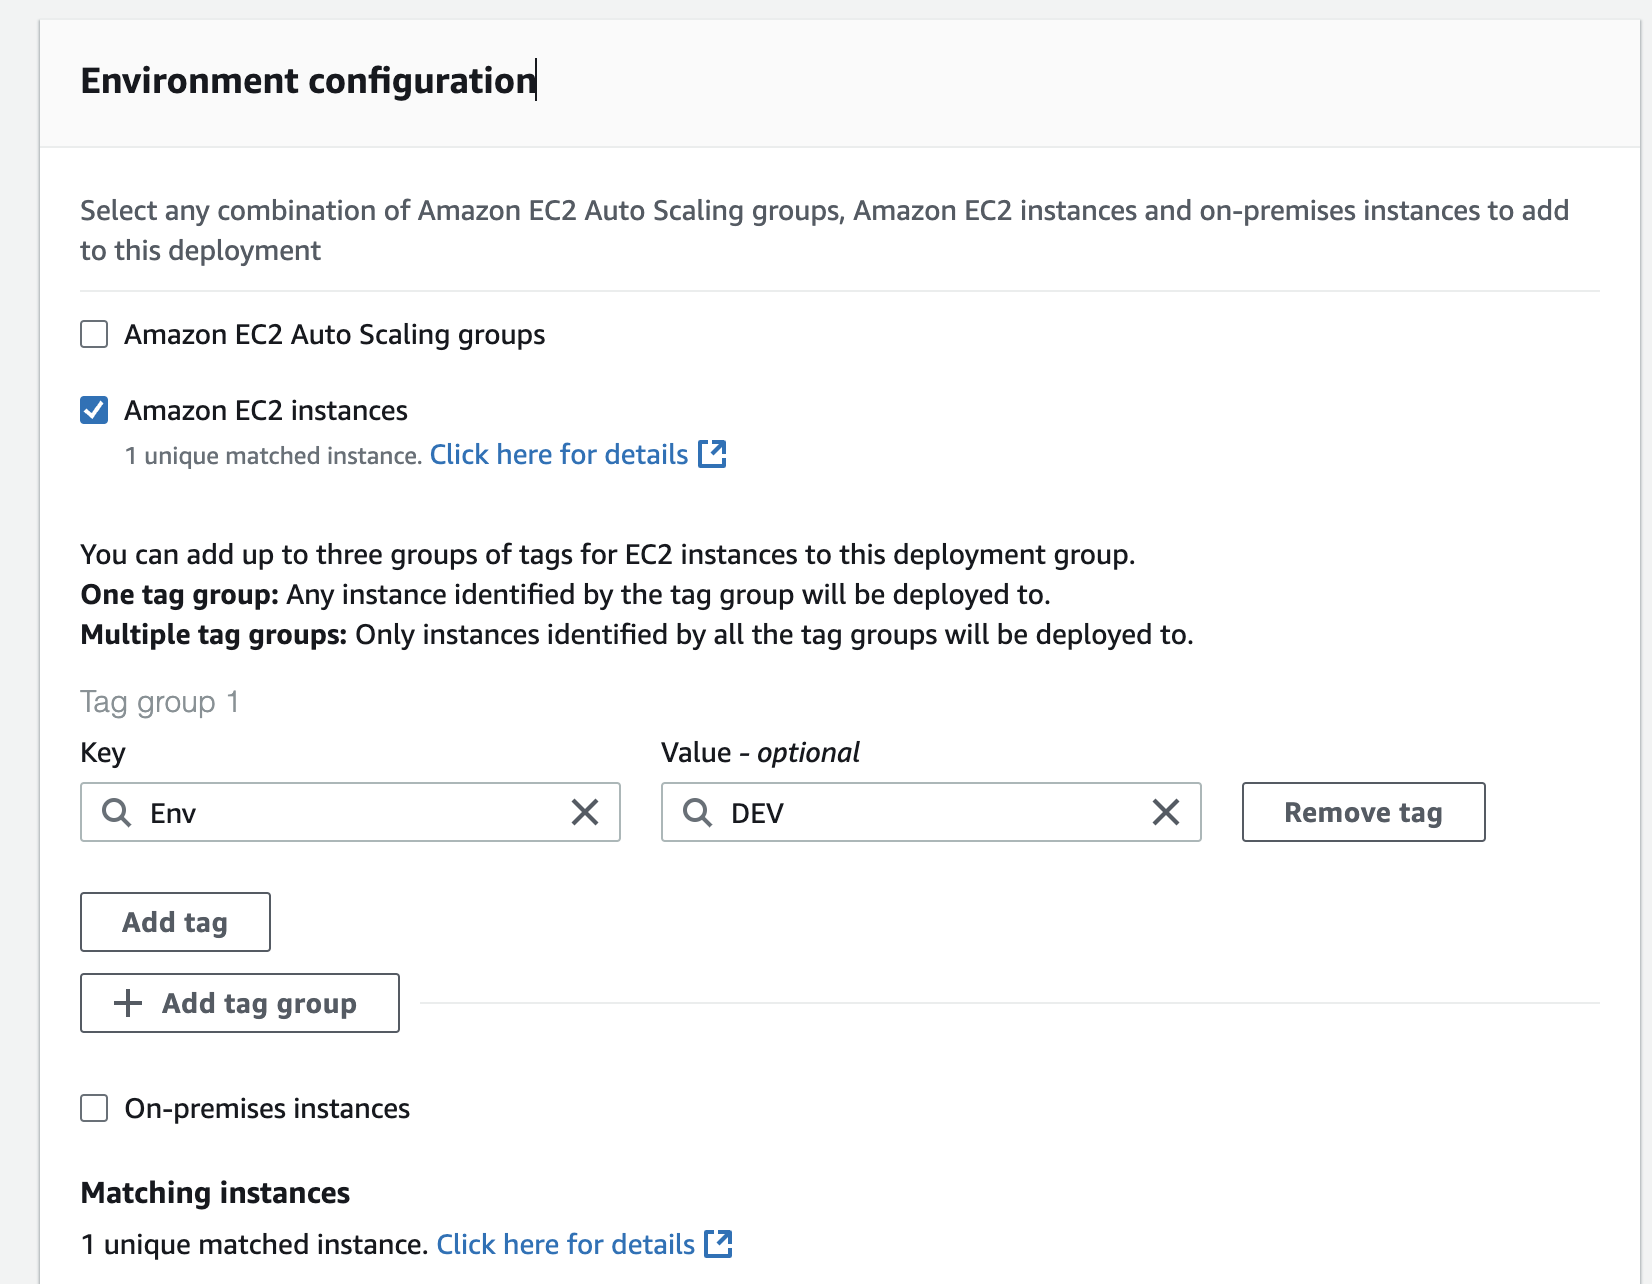 Environment configuration
Select any combination of Amazon EC2 Auto Scaling groups, Amazon EC2 instances and on-premises instances to add
to this deployment
Amazon EC2 Auto Scaling groups
Amazon EC2 instances
1 unique matched instance. Click here for details
You can add up to three groups of tags for EC2 instances to this deployment group.
One tag group: Any instance identified by the tag group will be deployed to.
Multiple tag groups: Only instances identified by all the tag groups will be deployed to.
Tag group 1
Key Value - optional
Env DEV Remove tag
Add tag
+ Add tag group
On-premises instances
Matching instances
1 unique matched instance. Click here for details